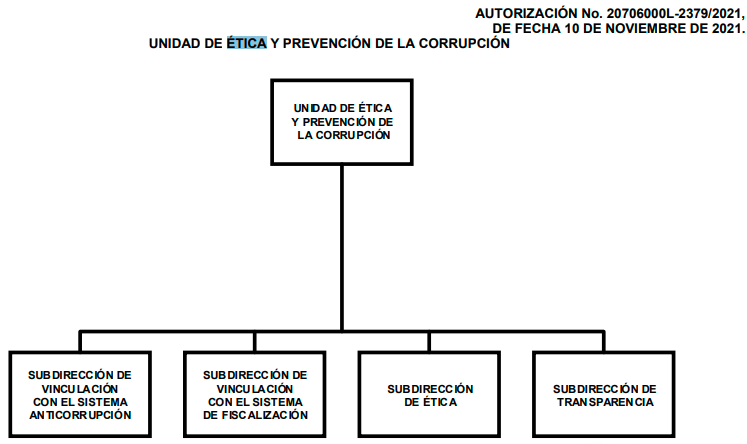 AUTORIZACIÓN No. 20706000L-2379/2021,
DE FECHA 10 DE NOVIEMBRE DE 2021.
UNIDAD DE ÉTICA Y PREVENCIÓN DE LA CORRUPCIÓN
UNIDAD DE ÉTICA
Y PREVENCIÓN DE
LA CORRUPCIÓN
SUBDIRECCIÓN DE
VINCULACIÓN
CON EL SISTEMA
ANTICORRUPCIÓN
SUBDIRECCIÓN DE
VINCULACIÓN
CON EL SISTEMA
DE FISCALIZACIÓN
SUBDIRECCIÓN
DE ÉTICA
SUBDIRECCIÓN DE
TRANSPARENCIA